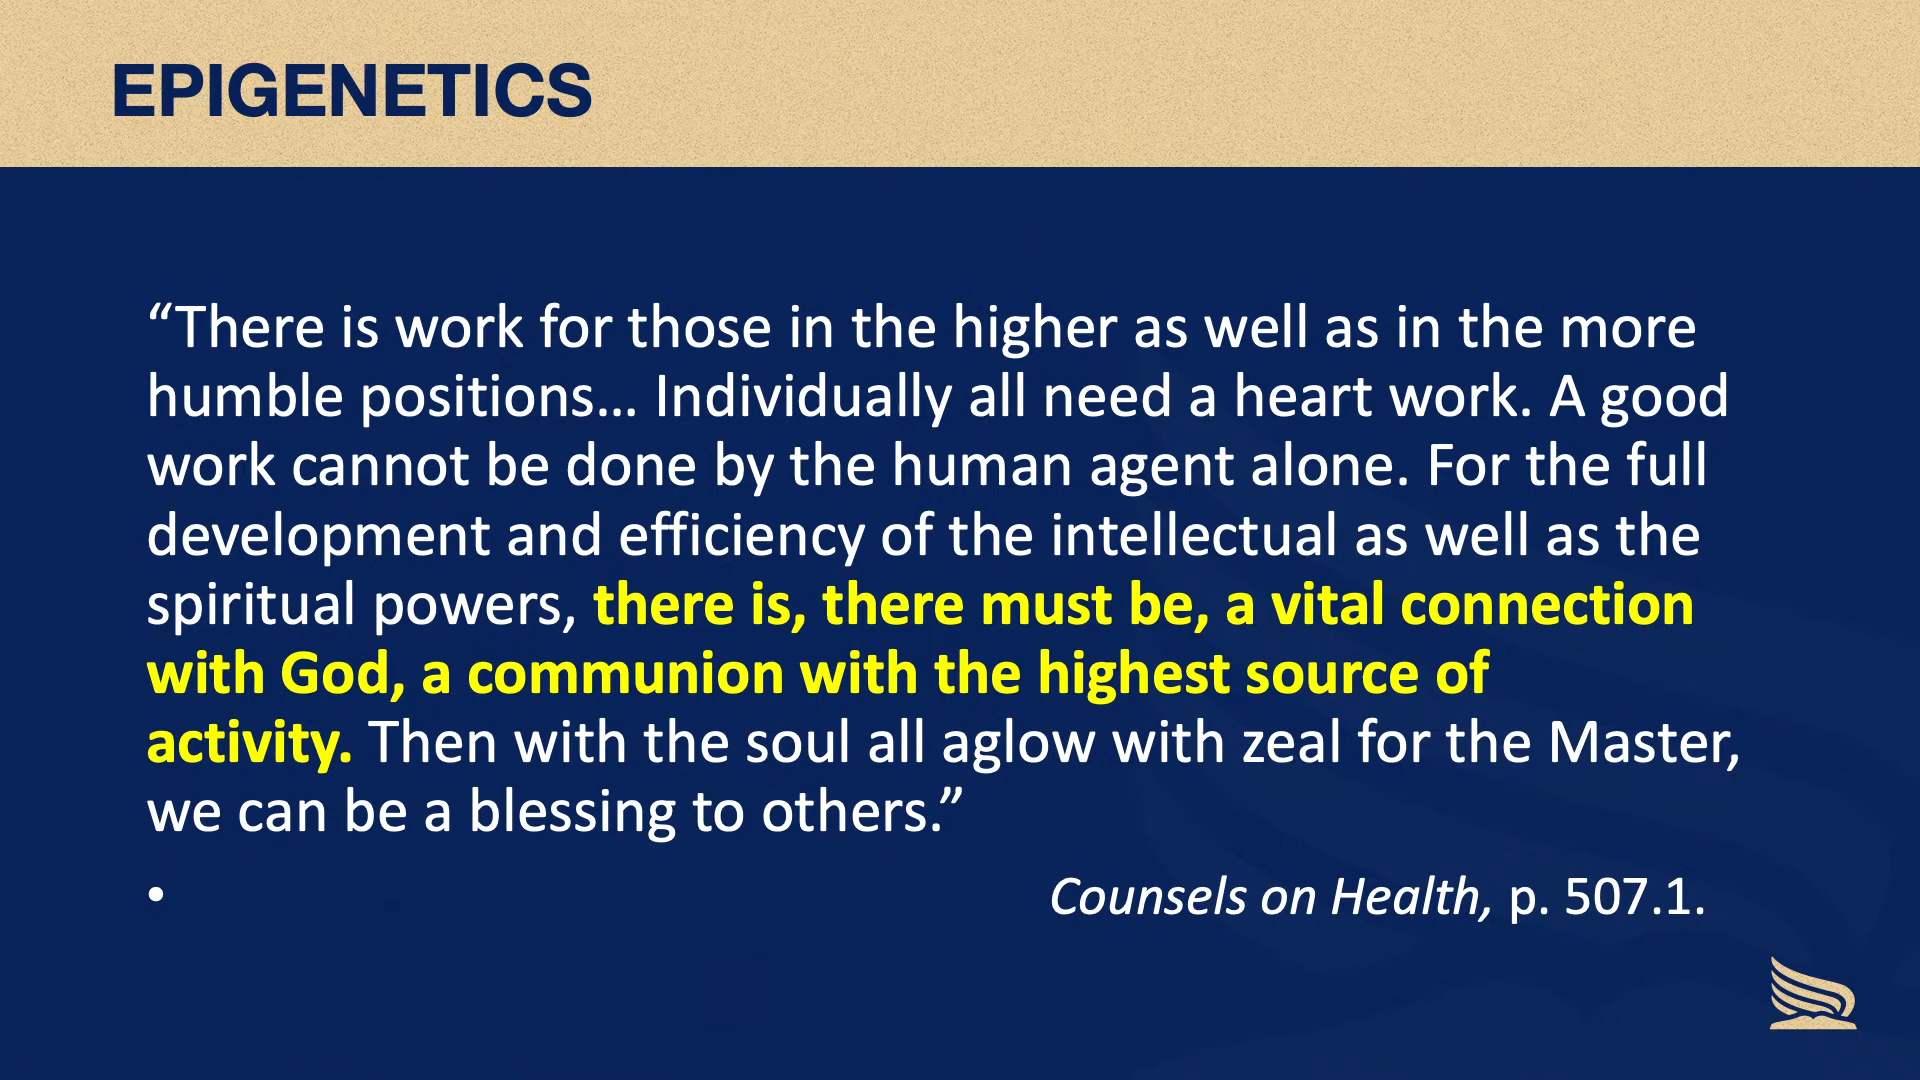 EPIGENETICS
“There is work for those in the higher as well as in the more
humble positions... Individually all need a heart work. A good
work cannot be done by the human agent alone. For the full
development and efficiency of the intellectual as well as the
spiritual powers, there is, there must be, a vital connection
with God, a communion with the highest source of
activity. Then with the soul all aglow with zeal for the Master,
we can be a blessing to others.”
• Counsels on Health, p. 507.1.